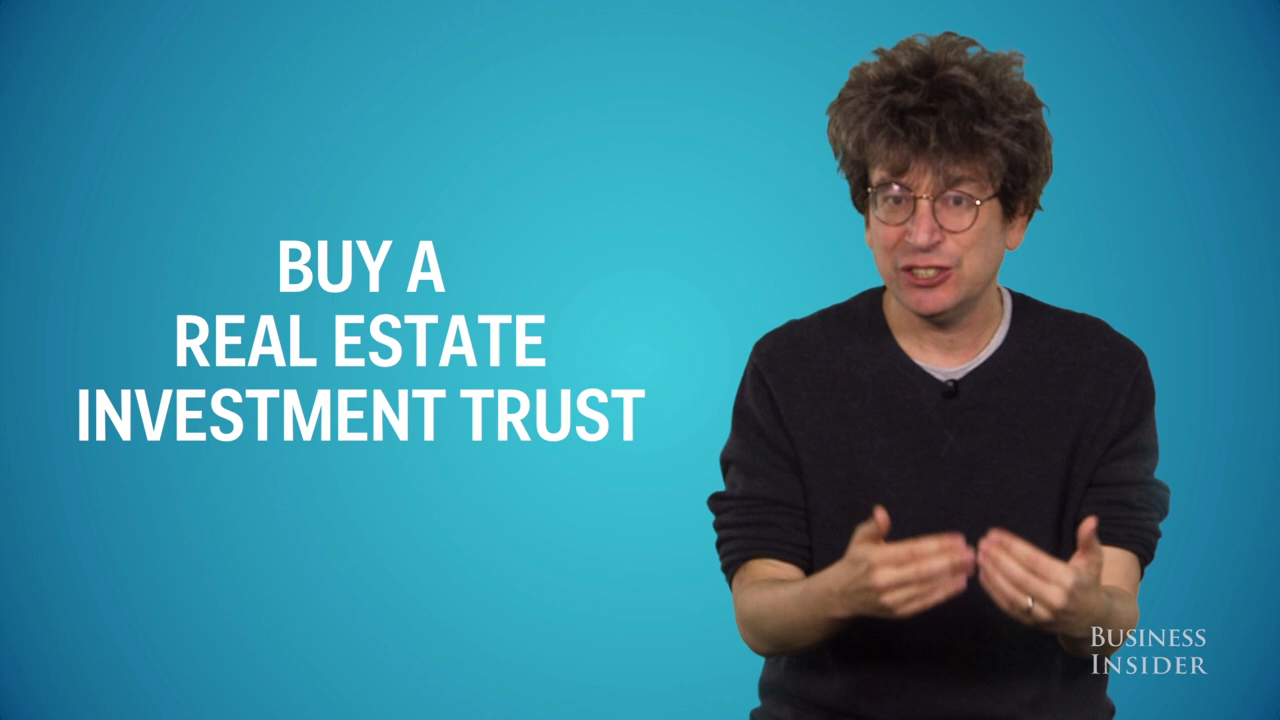 BUY A
REAL ESTATE
INVESTMENT TRUST
BUSINESS
INSIDER